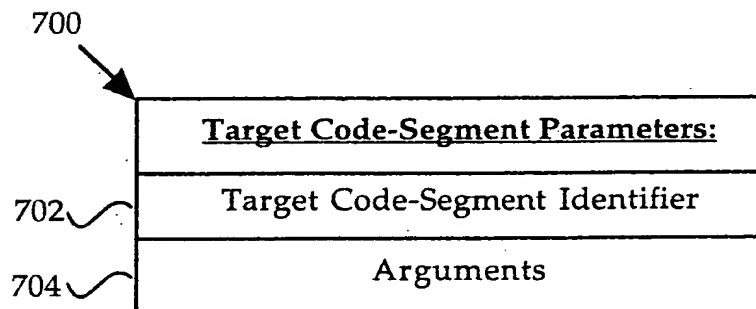 700
Target Code-Segment Parameters:
702 Target Code-Segment Identifier
704 Arguments